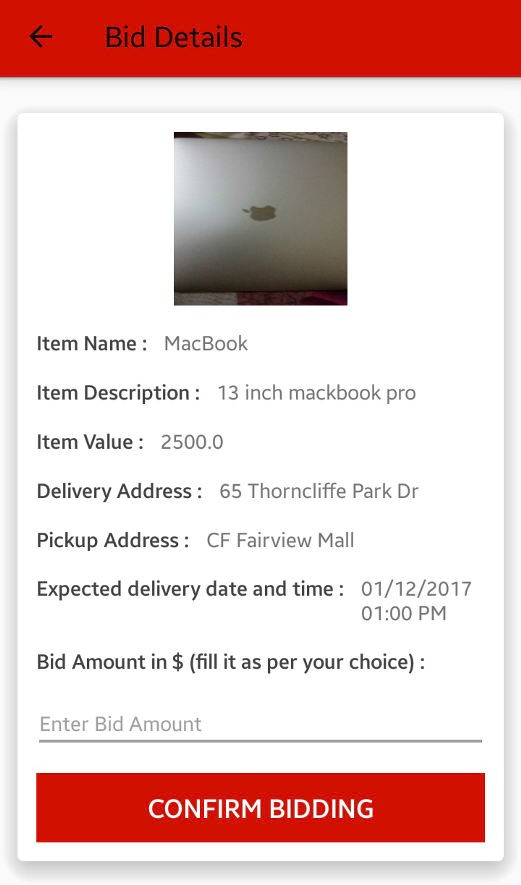 Bid Details
Item Name : MacBook
Item Description : 13 inch mackbook pro
Item Value : 2500.0
Delivery Address : 65 Thorncliffe Park Dr
Pickup Address : CF Fairview Mall
Expected delivery date and time : 01/12/2017
01:00 PM
Bid Amount in $ (fill it as per your choice) :
Enter Bid Amount
CONFIRM BIDDING